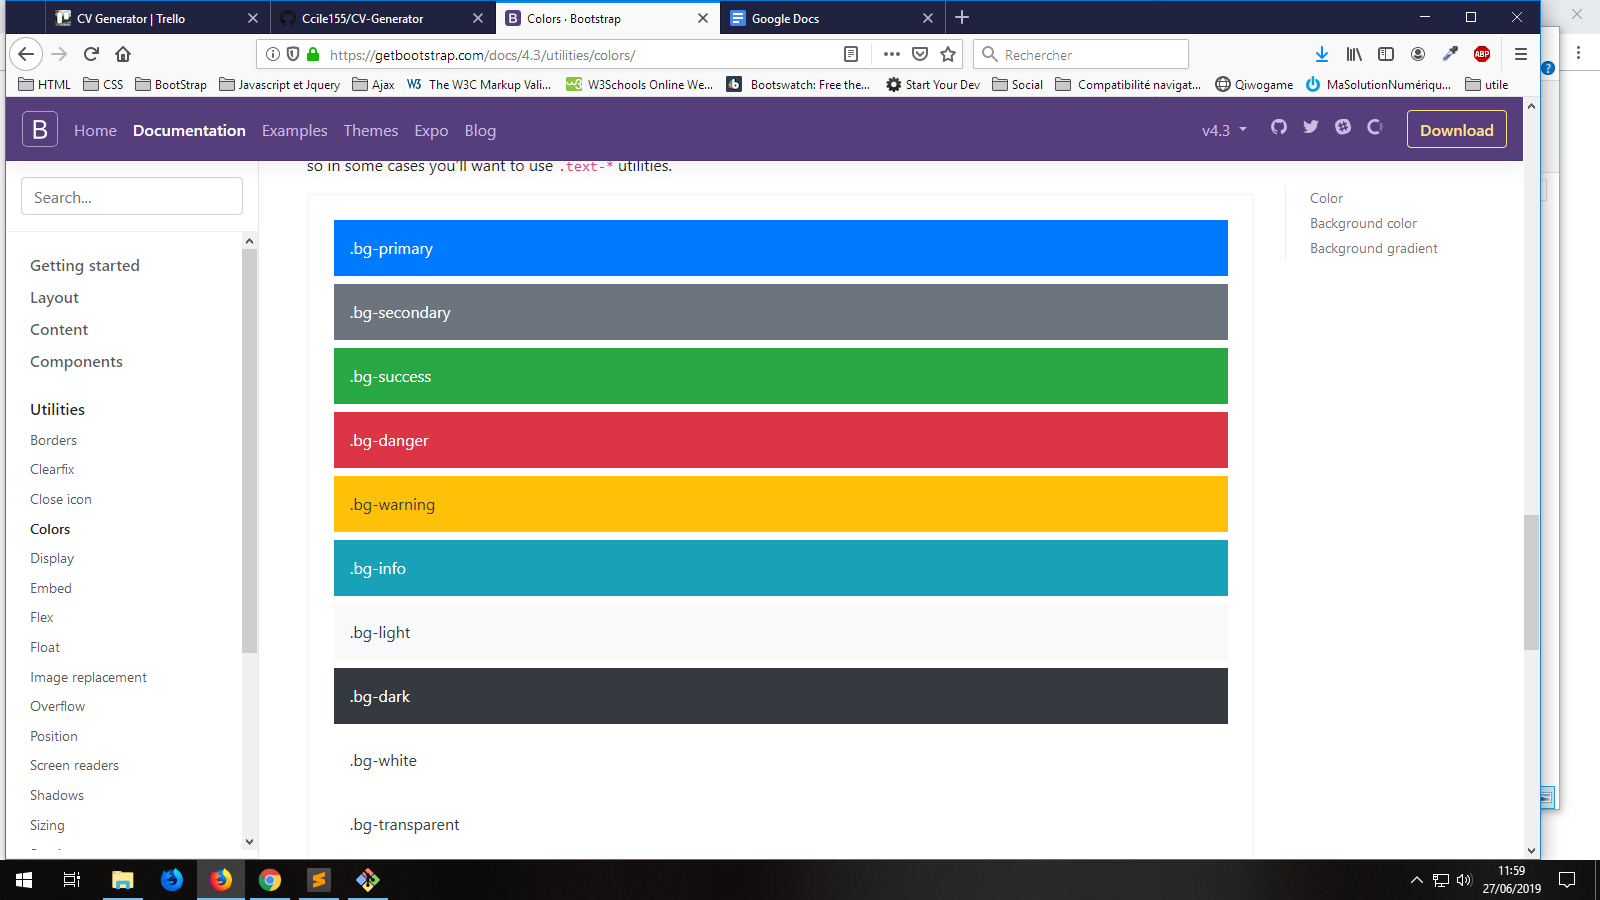 CV Generator | Trello
Ccile155/CV-Generator
Colors · Bootstrap
Google Docs
https://getbootstrap.com/docs/4.3/utilities/colors/
Rechercher
ABP
HTML
CSS
BootStrap
Javascript et Jquery
Ajax
The W3C Markup Vali...
W3Schools Online We...
Bootswatch: Free the...
Start Your Dev
Social
Compatibilité navigat...
Qiwogame
MaSolutionNumériqu...
utile
B
Home
Documentation
Examples
Themes
Expo
Blog
v4.3
Download
so in some cases you'll want to use .text-* utilities.
Search...
Getting started
Layout
Content
Components
Utilities
Borders
Clearfix
Close icon
Colors
Display
Embed
Flex
Float
Image replacement
Overflow
Position
Screen readers
Shadows
Sizing
.bg-primary
.bg-secondary
.bg-success
.bg-danger
.bg-warning
.bg-info
.bg-light
.bg-dark
.bg-white
.bg-transparent
Color
Background color
Background gradient
11:59
27/06/2019